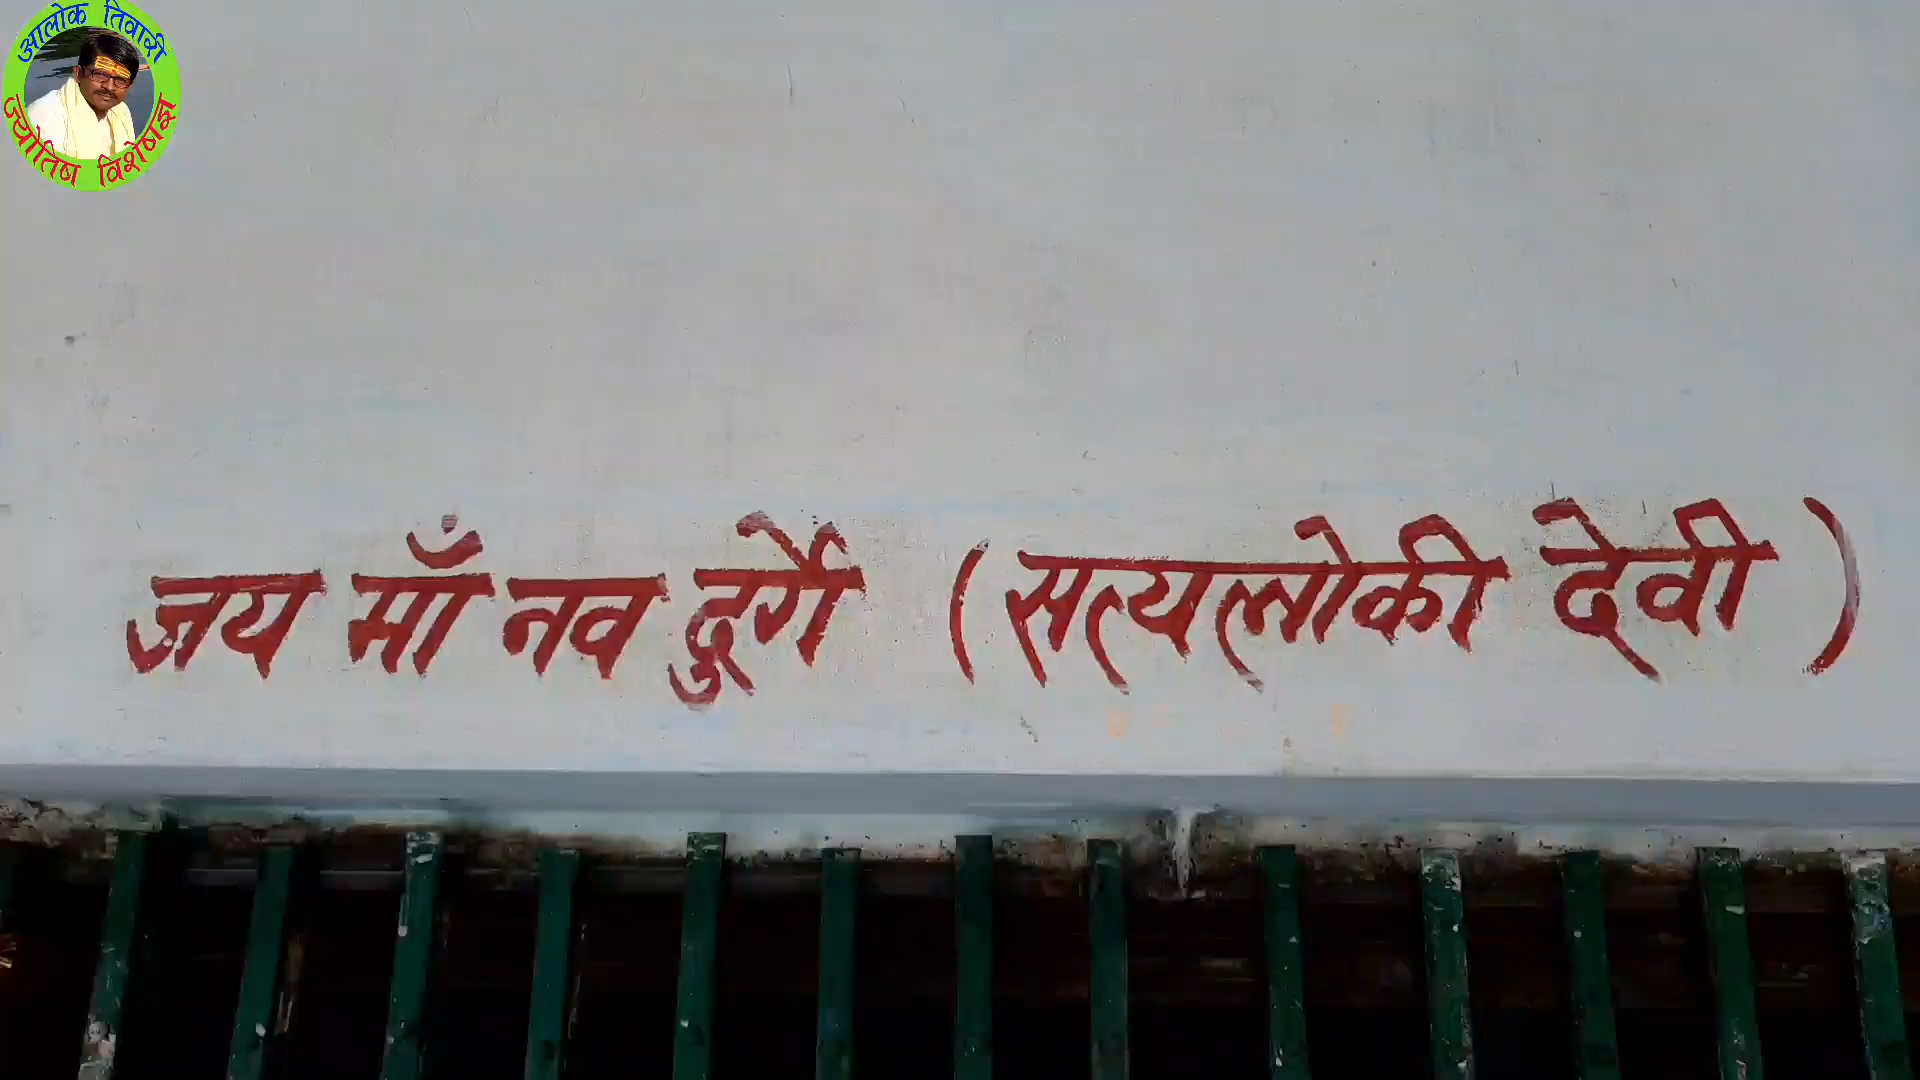 आलोक तिवारी
ज्योतिष विशेषज्ञ
जय माँ नव दुर्गे (सत्यलोकी देवी)